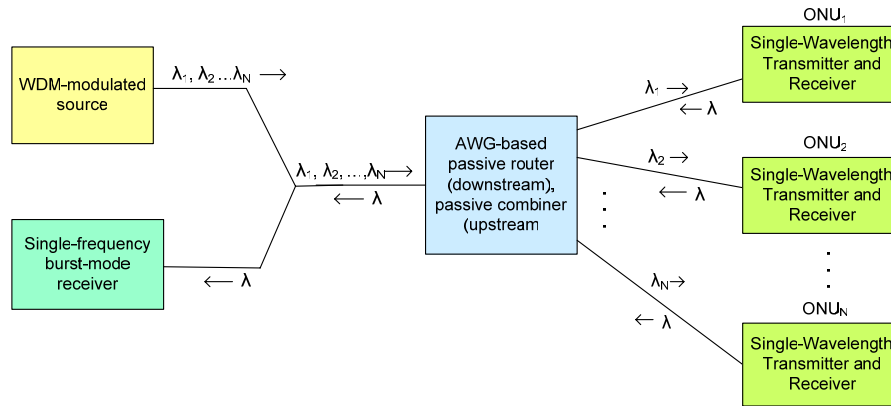 WDM-modulated
source
λ1, λ2 ...λN →
λ1, λ2, ...,λN→
← λ
Single-frequency
burst-mode
receiver
← λ
AWG-based
passive router
(downstream),
passive combiner
(upstream
λ1 →
← λ
λ2 →
← λ
λN→
← λ
ONU1
Single-Wavelength
Transmitter and
Receiver
ONU2
Single-Wavelength
Transmitter and
Receiver
ONUN
Single-Wavelength
Transmitter and
Receiver